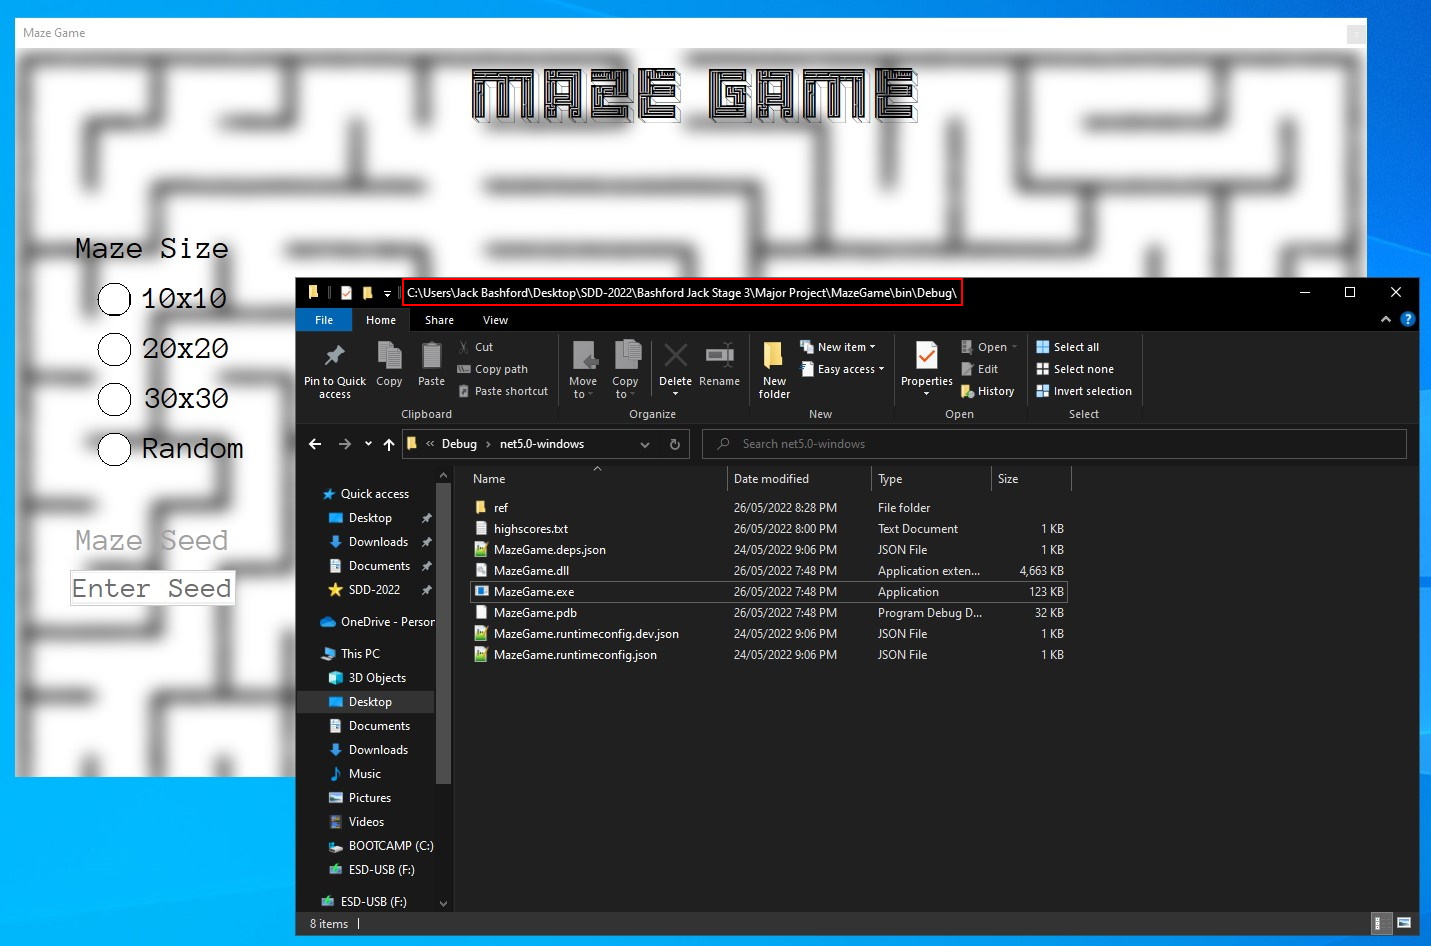 Maze Game
MAZE GAME
Maze Size
10x10
20x20
30x30
Random
Maze Seed
Enter Seed
C:\Users\Jack Bashford\Desktop\SDD-2022\Bashford Jack Stage 3\Major Project\MazeGame\bin\Debug\
File Home Share View
Pin to Quick access
Copy
Paste
Cut
Copy path
Paste shortcut
Clipboard
Move to
Copy to
Delete
Rename
Organize
New folder
New item
Easy access
New
Properties
Open
Edit
History
Open
Select all
Select none
Invert selection
Select
« Debug › net5.0-windows
Search net5.0-windows
Quick access
Desktop
Downloads
Documents
SDD-2022
OneDrive - Person
This PC
3D Objects
Desktop
Documents
Downloads
Music
Pictures
Videos
BOOTCAMP (C:)
ESD-USB (F:)
ESD-USB (F:)
Name Date modified Type Size
ref 26/05/2022 8:28 PM File folder
highscores.txt 26/05/2022 8:00 PM Text Document 1 KB
MazeGame.deps.json 24/05/2022 9:06 PM JSON File 1 KB
MazeGame.dll 26/05/2022 7:48 PM Application exten... 4,663 KB
MazeGame.exe 26/05/2022 7:48 PM Application 123 KB
MazeGame.pdb 26/05/2022 7:48 PM Program Debug D... 32 KB
MazeGame.runtimeconfig.dev.json 24/05/2022 9:06 PM JSON File 1 KB
MazeGame.runtimeconfig.json 24/05/2022 9:06 PM JSON File 1 KB
8 items